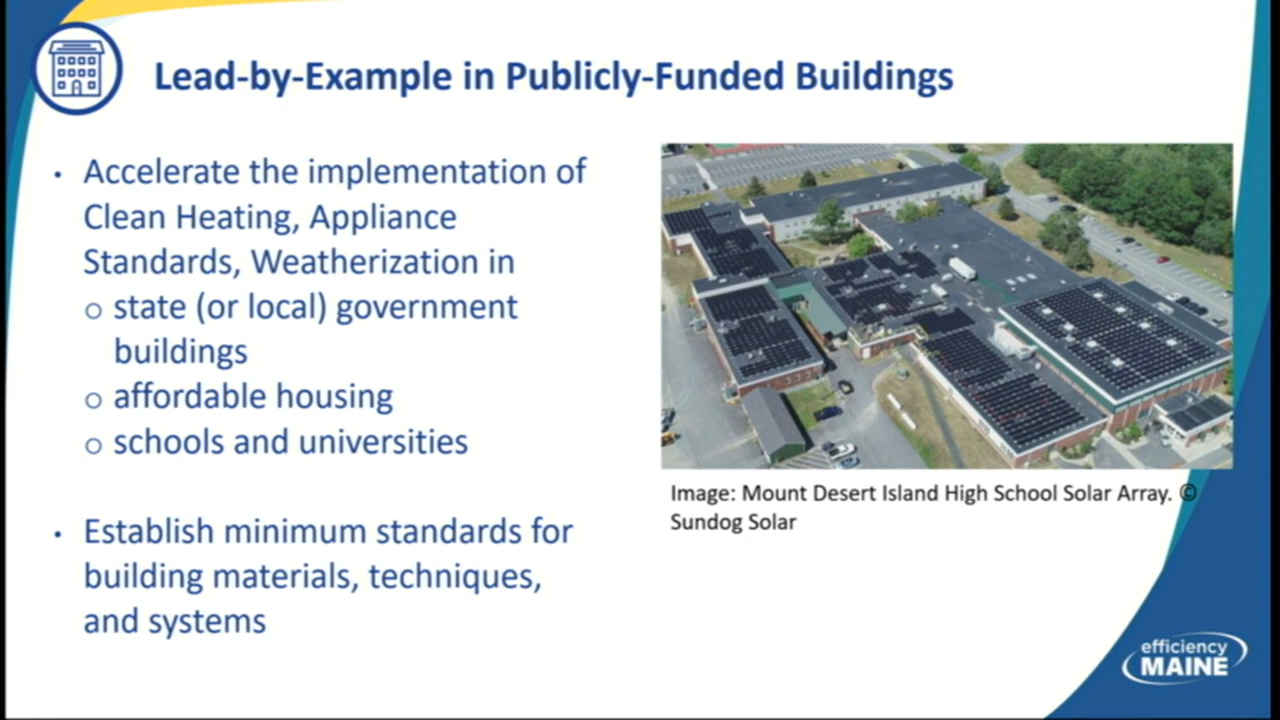 Lead-by-Example in Publicly-Funded Buildings
• Accelerate the implementation of
Clean Heating, Appliance
Standards, Weatherization in
o state (or local) government
buildings
o affordable housing
o schools and universities
• Establish minimum standards for
building materials, techniques,
and systems
Image: Mount Desert Island High School Solar Array. ©
Sundog Solar
efficiency
MAINE